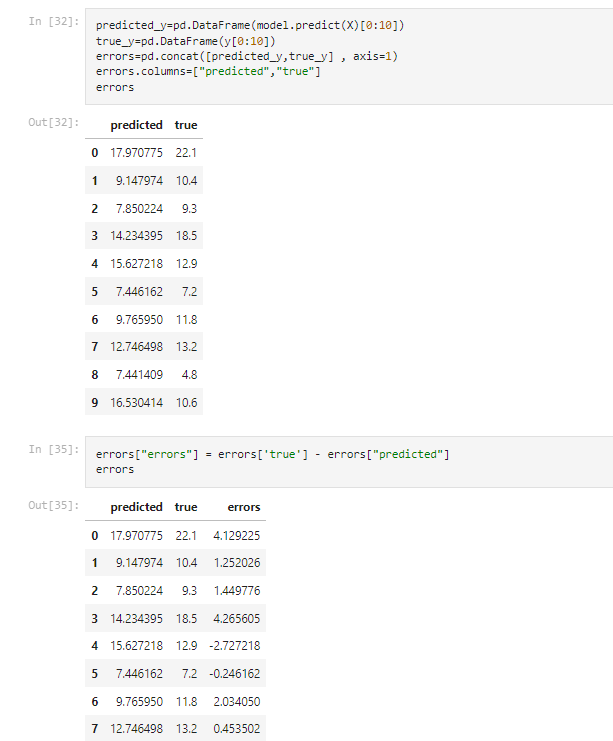 In [32]:
predicted_y=pd.DataFrame(model.predict(X)[0:10])
true_y=pd.DataFrame(y[0:10])
errors=pd.concat([predicted_y,true_y] , axis=1)
errors.columns=["predicted","true"]
errors
Out[32]:
predicted true
0 17.970775 22.1
1 9.147974 10.4
2 7.850224 9.3
3 14.234395 18.5
4 15.627218 12.9
5 7.446162 7.2
6 9.765950 11.8
7 12.746498 13.2
8 7.441409 4.8
9 16.530414 10.6
In [35]:
errors["errors"] = errors['true'] - errors["predicted"]
errors
Out[35]:
predicted true errors
0 17.970775 22.1 4.129225
1 9.147974 10.4 1.252026
2 7.850224 9.3 1.449776
3 14.234395 18.5 4.265605
4 15.627218 12.9 -2.727218
5 7.446162 7.2 -0.246162
6 9.765950 11.8 2.034050
7 12.746498 13.2 0.453502